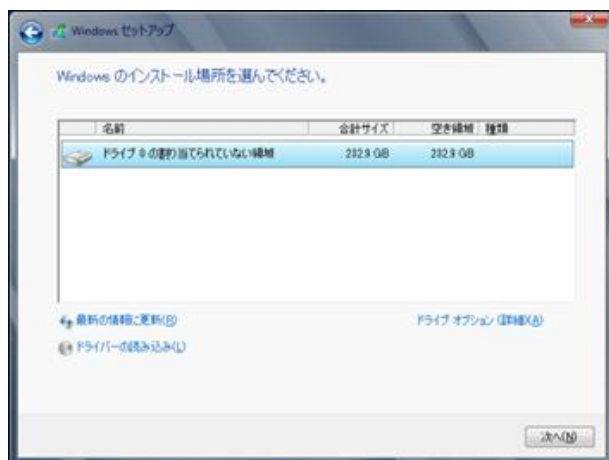 Windows セットアップ
Windows のインストール場所を選んでください。
名前 合計サイズ 空き領域 種類
ドライブ 0 の割り当てられていない領域 232.9 GB 232.9 GB
最新の情報に更新(R) ドライブ オプション (詳細)(A)
ドライバーの読み込み(L)
次へ(N)